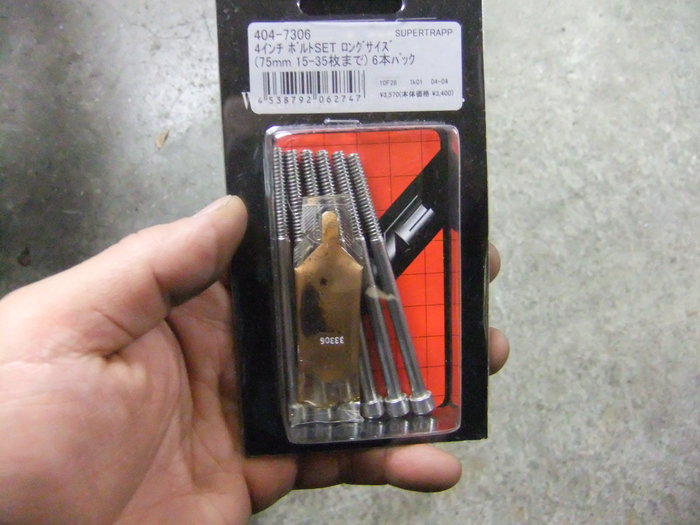 404-7306
SUPERTRAPP
4インチ ボルトSET ロングサイズ
(75mm 15-35枚まで) 6本パック
10F28 1k01 04-04
4 538792 062747
¥3,570(本体価格 ¥3,400)
33306